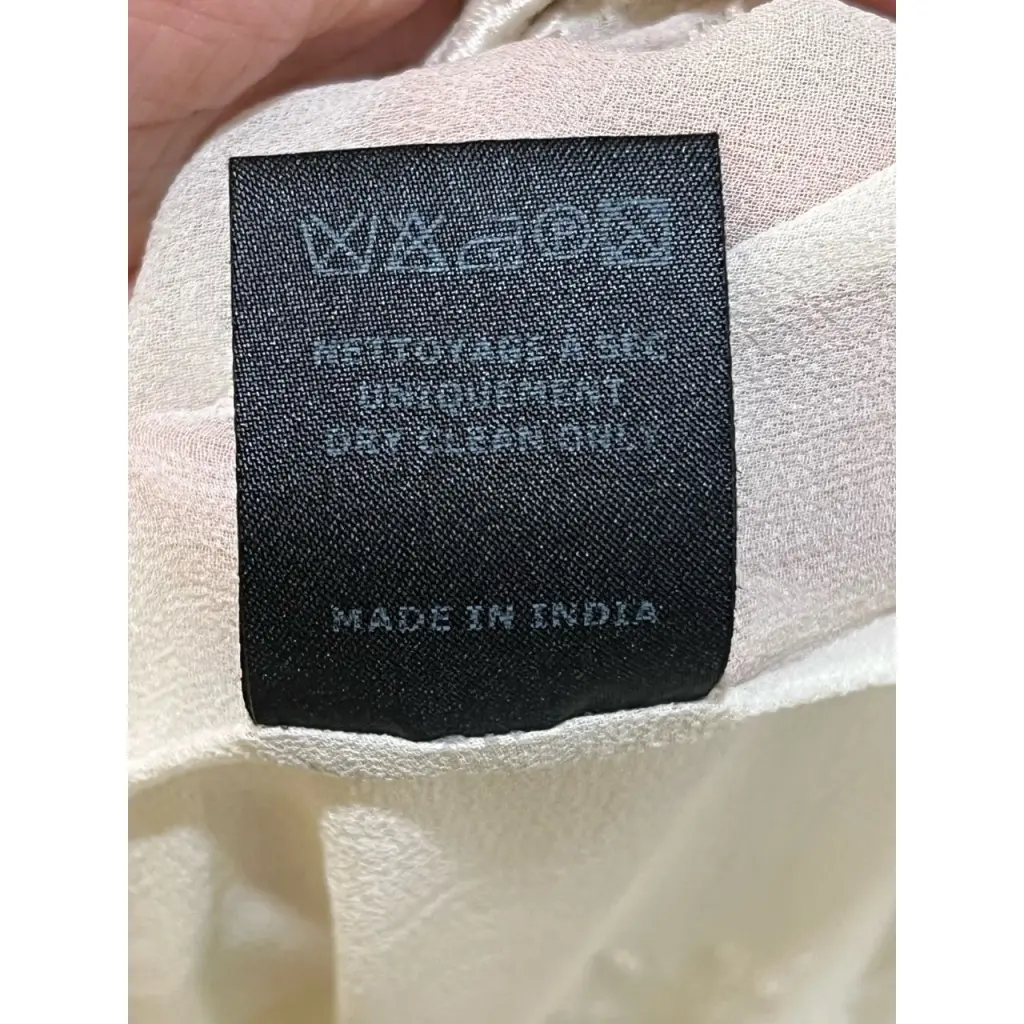 NETTOYAGE À SEC
UNIQUEMENT
DRY CLEAN ONLY
MADE IN INDIA